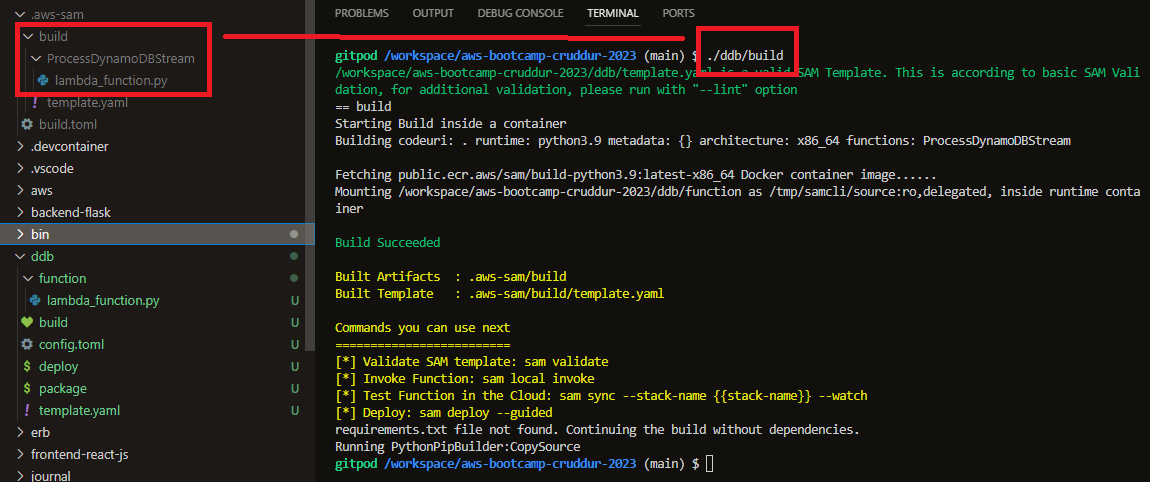 .aws-sam
build
ProcessDynamoDBStream
lambda_function.py
! template.yaml
build.toml
.devcontainer
.vscode
aws
backend-flask
bin
ddb
function
lambda_function.py U
build U
config.toml U
$ deploy U
$ package U
! template.yaml U
erb
frontend-react-js
journal
PROBLEMS OUTPUT DEBUG CONSOLE TERMINAL PORTS
gitpod /workspace/aws-bootcamp-cruddur-2023 (main) $ ./ddb/build
/workspace/aws-bootcamp-cruddur-2023/ddb/template.yaml is a valid SAM Template. This is according to basic SAM Vali
dation, for additional validation, please run with "--lint" option
== build
Starting Build inside a container
Building codeuri: . runtime: python3.9 metadata: {} architecture: x86_64 functions: ProcessDynamoDBStream
Fetching public.ecr.aws/sam/build-python3.9:latest-x86_64 Docker container image......
Mounting /workspace/aws-bootcamp-cruddur-2023/ddb/function as /tmp/samcli/source:ro,delegated, inside runtime conta
iner
Build Succeeded
Built Artifacts  : .aws-sam/build
Built Template   : .aws-sam/build/template.yaml
Commands you can use next
=========================
[*] Validate SAM template: sam validate
[*] Invoke Function: sam local invoke
[*] Test Function in the Cloud: sam sync --stack-name {{stack-name}} --watch
[*] Deploy: sam deploy --guided
requirements.txt file not found. Continuing the build without dependencies.
Running PythonPipBuilder:CopySource
gitpod /workspace/aws-bootcamp-cruddur-2023 (main) $